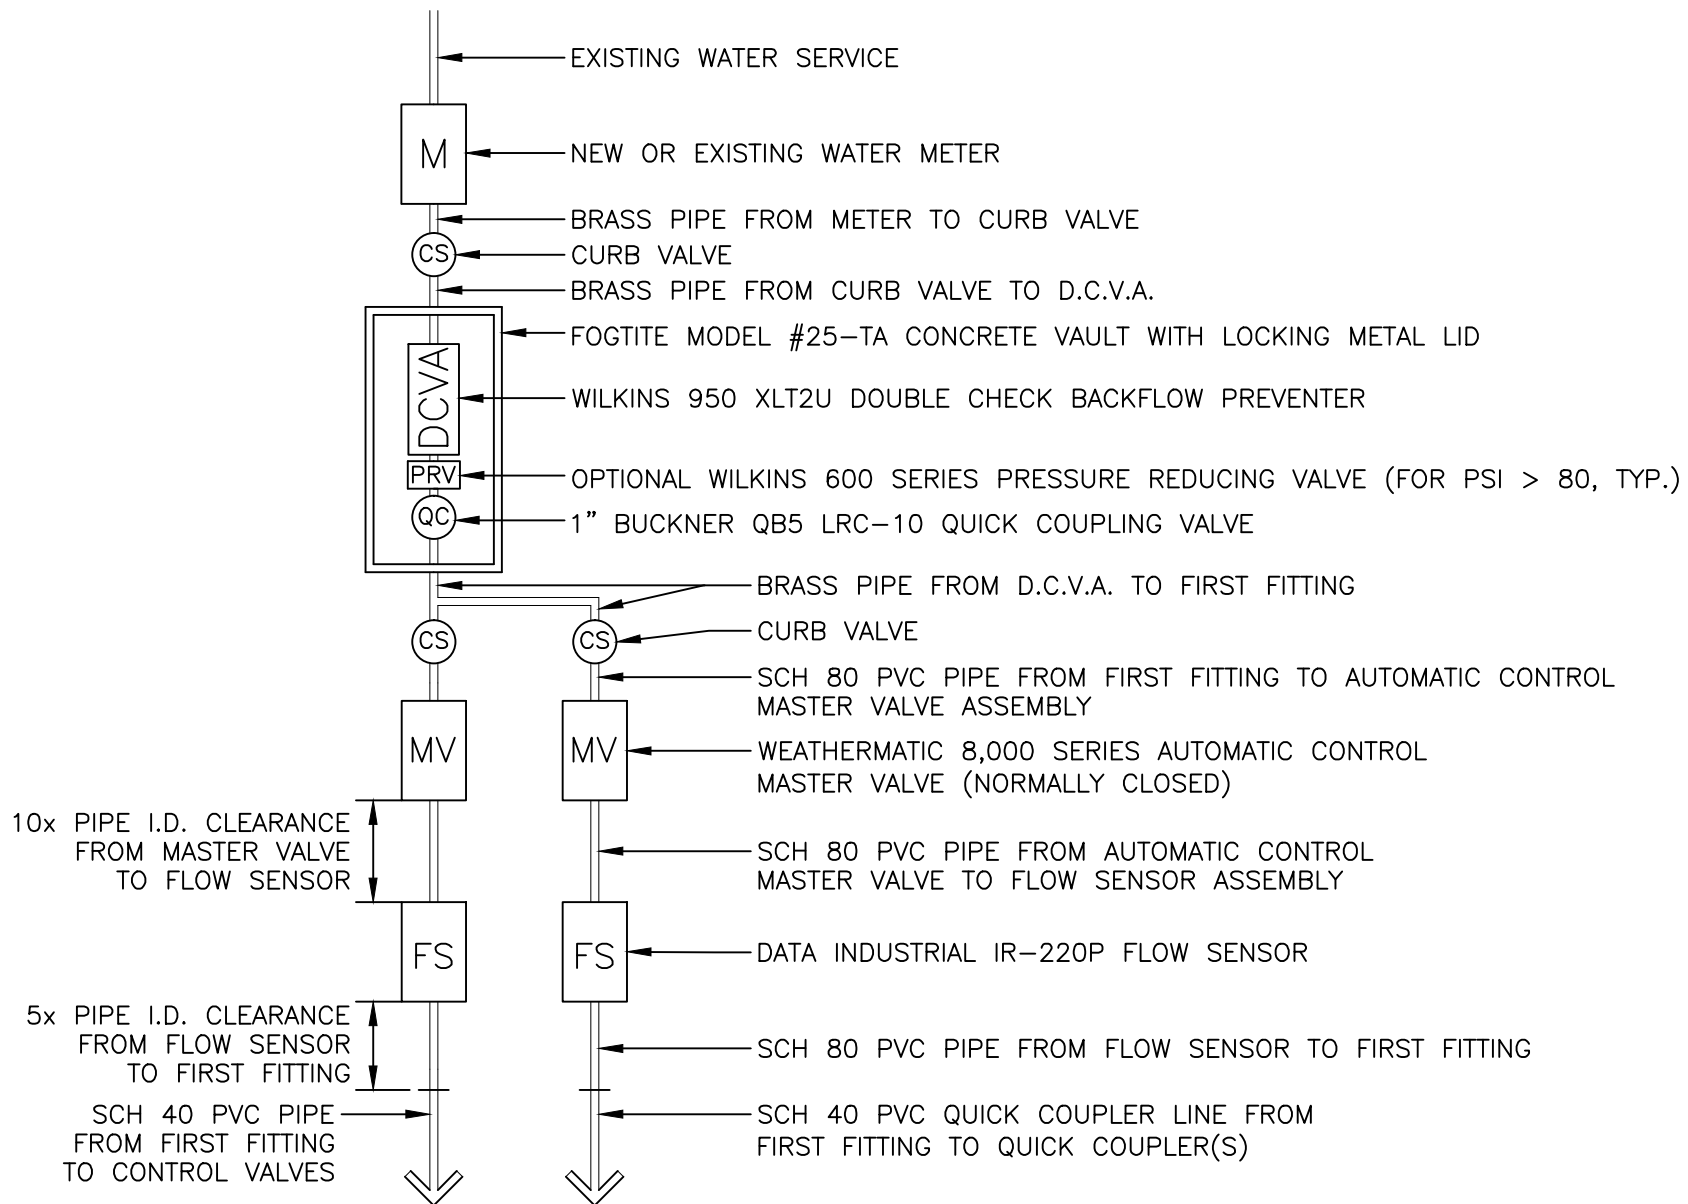 EXISTING WATER SERVICE
M
NEW OR EXISTING WATER METER
BRASS PIPE FROM METER TO CURB VALVE
CS
CURB VALVE
BRASS PIPE FROM CURB VALVE TO D.C.V.A.
FOGTITE MODEL #25-TA CONCRETE VAULT WITH LOCKING METAL LID
DCVA
WILKINS 950 XLT2U DOUBLE CHECK BACKFLOW PREVENTER
PRV
OPTIONAL WILKINS 600 SERIES PRESSURE REDUCING VALVE (FOR PSI > 80, TYP.)
QC
1" BUCKNER QB5 LRC-10 QUICK COUPLING VALVE
BRASS PIPE FROM D.C.V.A. TO FIRST FITTING
CS
CS
CURB VALVE
SCH 80 PVC PIPE FROM FIRST FITTING TO AUTOMATIC CONTROL
MASTER VALVE ASSEMBLY
MV
MV
WEATHERMATIC 8,000 SERIES AUTOMATIC CONTROL
MASTER VALVE (NORMALLY CLOSED)
10x PIPE I.D. CLEARANCE
FROM MASTER VALVE
TO FLOW SENSOR
SCH 80 PVC PIPE FROM AUTOMATIC CONTROL
MASTER VALVE TO FLOW SENSOR ASSEMBLY
FS
FS
DATA INDUSTRIAL IR-220P FLOW SENSOR
5x PIPE I.D. CLEARANCE
FROM FLOW SENSOR
TO FIRST FITTING
SCH 80 PVC PIPE FROM FLOW SENSOR TO FIRST FITTING
SCH 40 PVC PIPE
FROM FIRST FITTING
TO CONTROL VALVES
SCH 40 PVC QUICK COUPLER LINE FROM
FIRST FITTING TO QUICK COUPLER(S)